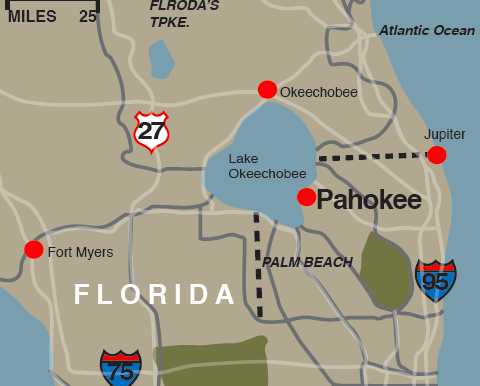 FLRODA'S
TPKE.
MILES 25
Atlantic Ocean
Okeechobee
27
Jupiter
Lake
Okeechobee
Pahokee
Fort Myers
PALM BEACH
FLORIDA
95
75